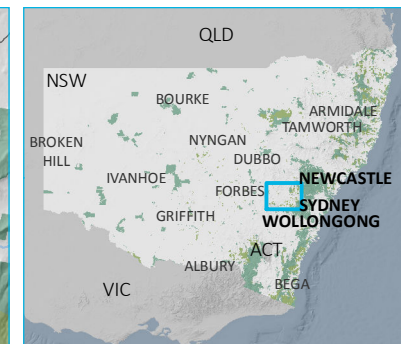 QLD
NSW
BOURKE
ARMIDALE
TAMWORTH
NYNGAN
BROKEN
HILL
DUBBO
IVANHOE
NEWCASTLE
FORBES
SYDNEY
GRIFFITH
WOLLONGONG
ACT
ALBURY
BEGA
VIC